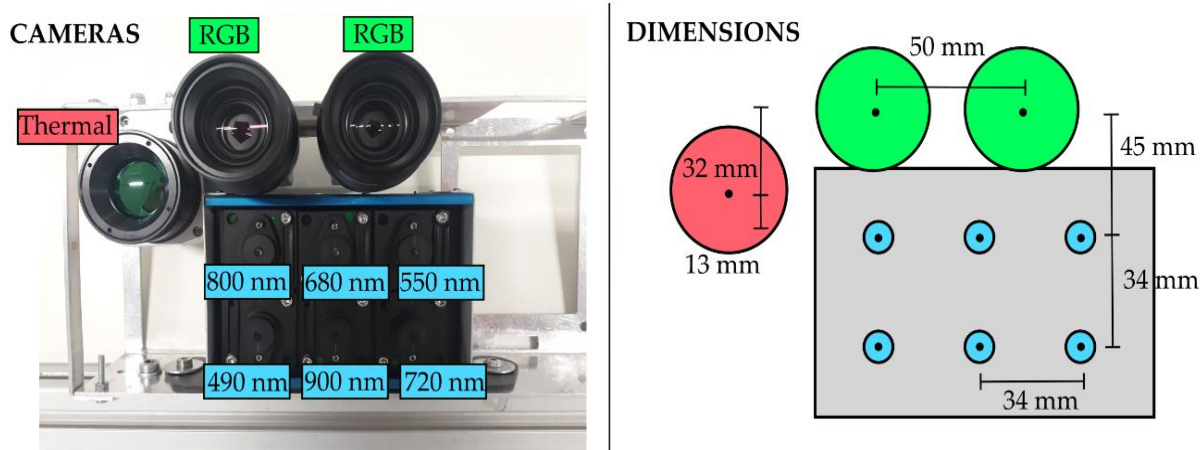 CAMERAS
RGB
RGB
Thermal
800 nm
680 nm
550 nm
490 nm
900 nm
720 nm
DIMENSIONS
50 mm
32 mm
45 mm
13 mm
34 mm
34 mm